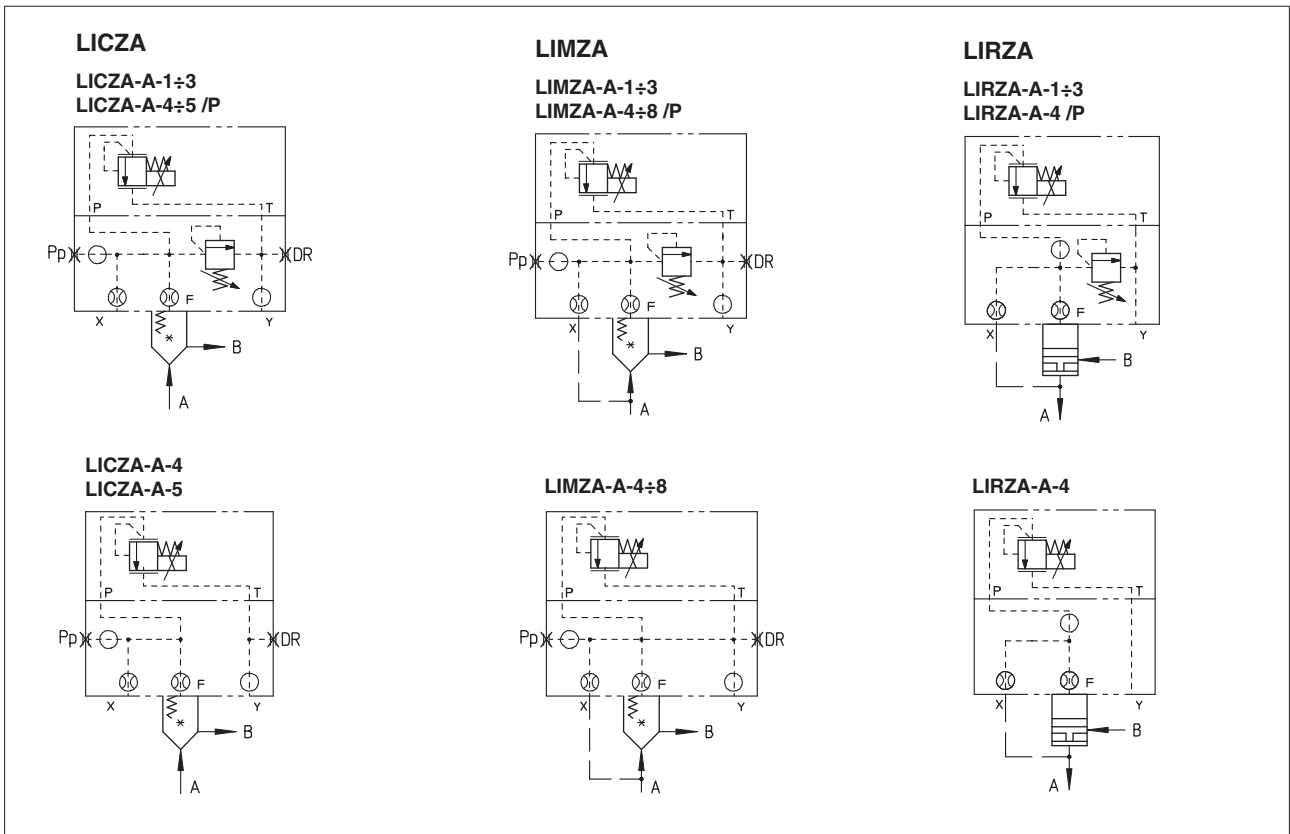 LICZA
LICZA-A-1÷3
LICZA-A-4÷5 /P
P
T
Pp
DR
F
X
Y
B
A
LIMZA
LIMZA-A-1÷3
LIMZA-A-4÷8 /P
P
T
Pp
DR
F
X
Y
B
A
LIRZA
LIRZA-A-1÷3
LIRZA-A-4 /P
P
T
F
X
Y
B
A
LICZA-A-4
LICZA-A-5
P
T
Pp
DR
F
X
Y
B
A
LIMZA-A-4÷8
P
T
Pp
DR
F
X
Y
B
A
LIRZA-A-4
P
T
F
X
Y
B
A